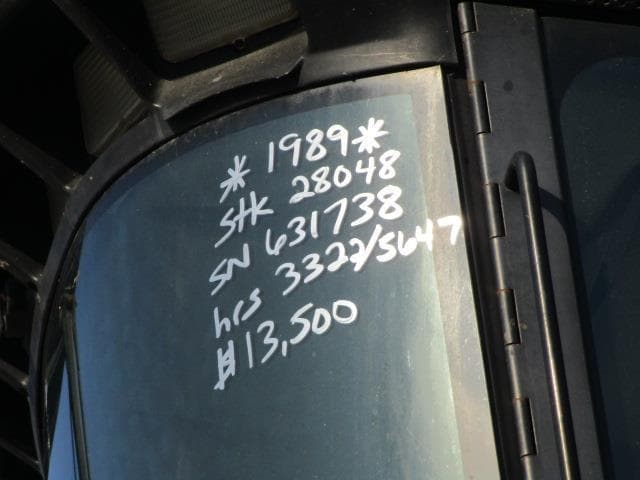 * 1989 *
Stk 28048
SN 631738
hrs 3322/5647
$13,500